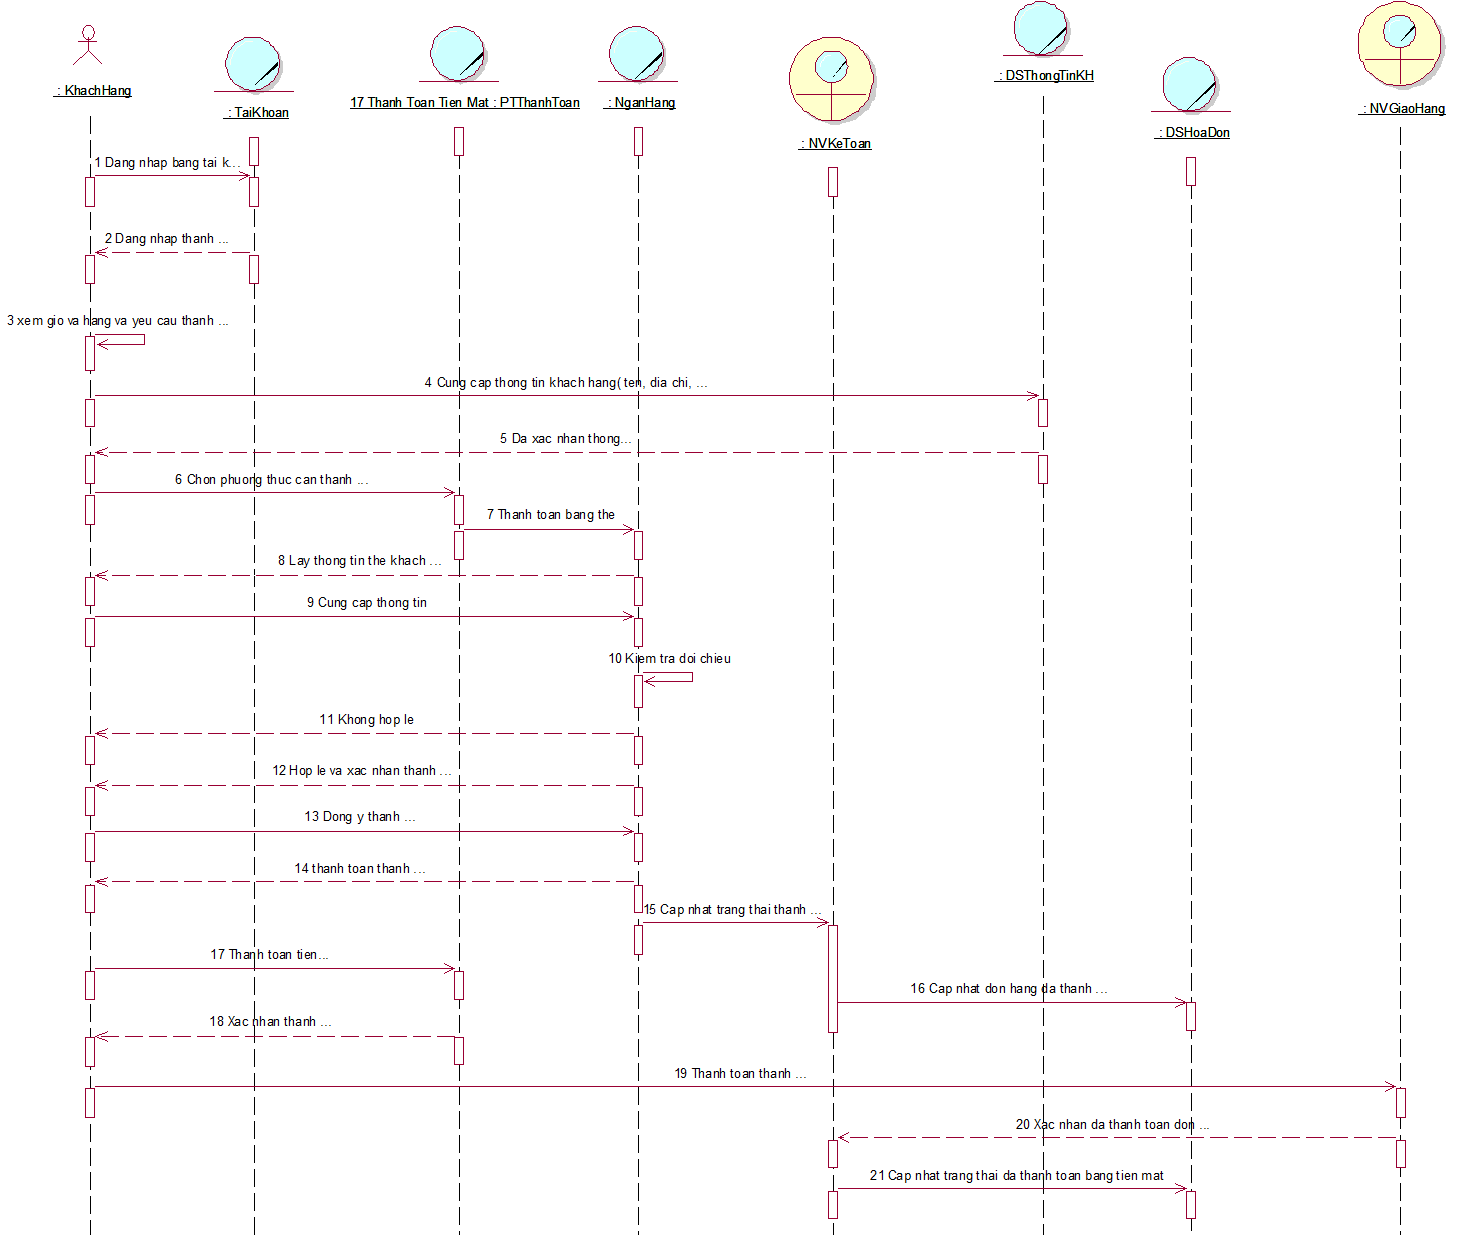 : KhachHang
: TaiKhoan
17 Thanh Toan Tien Mat : PTThanhToan
: NganHang
: NVKeToan
: DSThongTinKH
: DSHoaDon
: NVGiaoHang
1 Dang nhap bang tai k...
2 Dang nhap thanh ...
3 xem gio va hang va yeu cau thanh ...
4 Cung cap thong tin khach hang( ten, dia chi, ...
5 Da xac nhan thong...
6 Chon phuong thuc can thanh ...
7 Thanh toan bang the
8 Lay thong tin the khach ...
9 Cung cap thong tin
10 Kiem tra doi chieu
11 Khong hop le
12 Hop le va xac nhan thanh ...
13 Dong y thanh ...
14 thanh toan thanh ...
15 Cap nhat trang thai thanh ...
17 Thanh toan tien...
16 Cap nhat don hang da thanh ...
18 Xac nhan thanh ...
19 Thanh toan thanh ...
20 Xac nhan da thanh toan don ...
21 Cap nhat trang thai da thanh toan bang tien mat